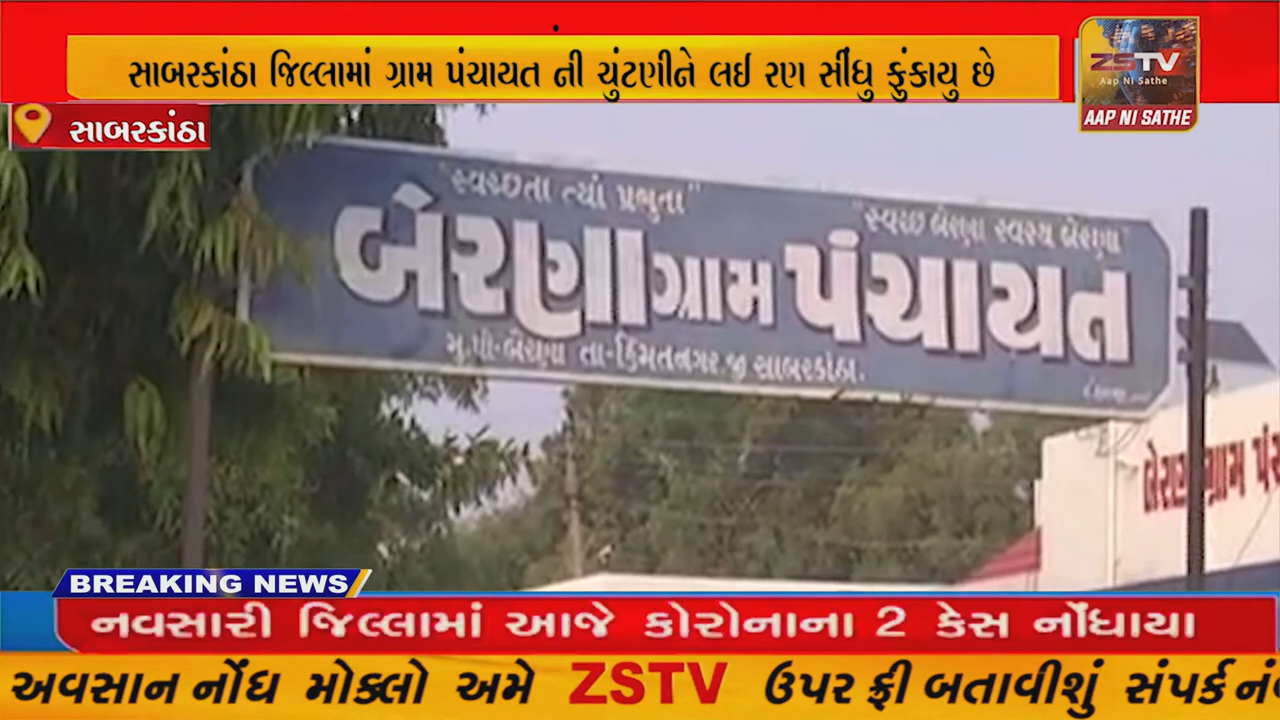 સાબરકાંઠા જિલ્લામાં ગ્રામ પંચાયત ની ચુંટણીને લઈ રણ સીંધુ ફુંકાયુ છે
ZSTV
Aap Ni Sathe
AAP NI SATHE
સાબરકાંઠા
"સ્વચ્છતા ત્યાં પ્રભુતા"
"સ્વચ્છ બેરણા સ્વસ્થ બેરણા"
બેરણા ગ્રામ પંચાયત
મુ.પો-બેરણા તા-હિંમતનગર.જી સાબરકાંઠા.
બેરણા ગ્રામ
BREAKING NEWS
નવસારી જિલ્લામાં આજે કોરોનાના 2 કેસ નોંધાયા
અવસાન નોંધ મોકલો અમે ZSTV ઉપર ફ્રી બતાવીશું સંપર્ક